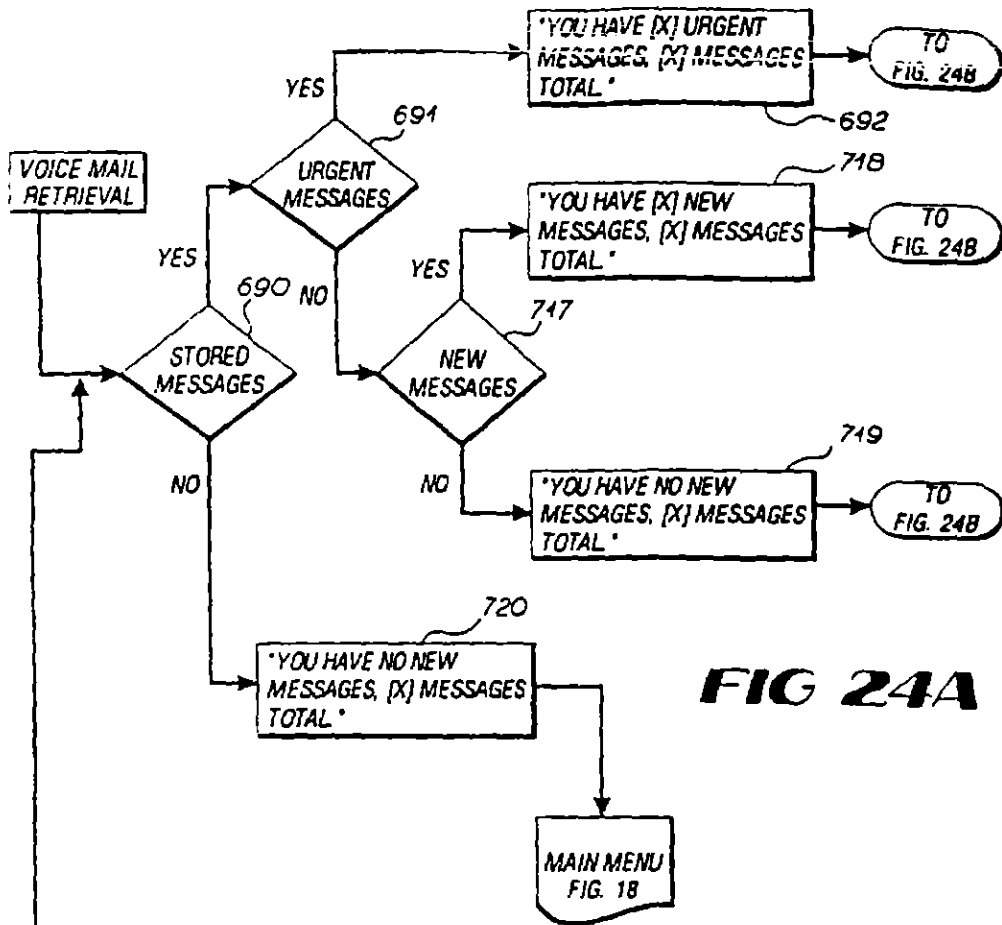 "YOU HAVE [X] URGENT
MESSAGES, [X] MESSAGES
TOTAL."
692
TO
FIG. 24B
YES
691
URGENT
MESSAGES
VOICE MAIL
RETRIEVAL
718
"YOU HAVE [X] NEW
MESSAGES, [X] MESSAGES
TOTAL."
TO
FIG. 24B
YES
NO
YES
690
STORED
MESSAGES
717
NEW
MESSAGES
NO
NO
719
"YOU HAVE NO NEW
MESSAGES, [X] MESSAGES
TOTAL."
TO
FIG. 24B
720
"YOU HAVE NO NEW
MESSAGES, [X] MESSAGES
TOTAL."
FIG 24A
MAIN MENU
FIG. 18